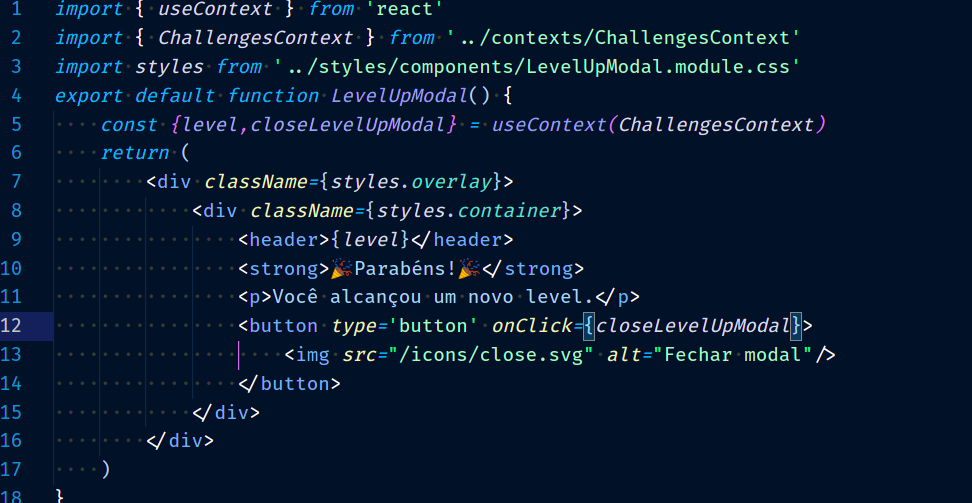 1 import { useContext } from 'react'
2 import { ChallengesContext } from '../contexts/ChallengesContext'
3 import styles from '../styles/components/LevelUpModal.module.css'
4 export default function LevelUpModal() {
5     const {level,closeLevelUpModal} = useContext(ChallengesContext)
6     return (
7         <div className={styles.overlay}>
8             <div className={styles.container}>
9                 <header>{level}</header>
10                 <strong>🎉Parabéns!🎉</strong>
11                 <p>Você alcançou um novo level.</p>
12                 <button type='button' onClick={closeLevelUpModal}>
13                     <img src="/icons/close.svg" alt="Fechar modal"/>
14                 </button>
15             </div>
16         </div>
17     )
18 }